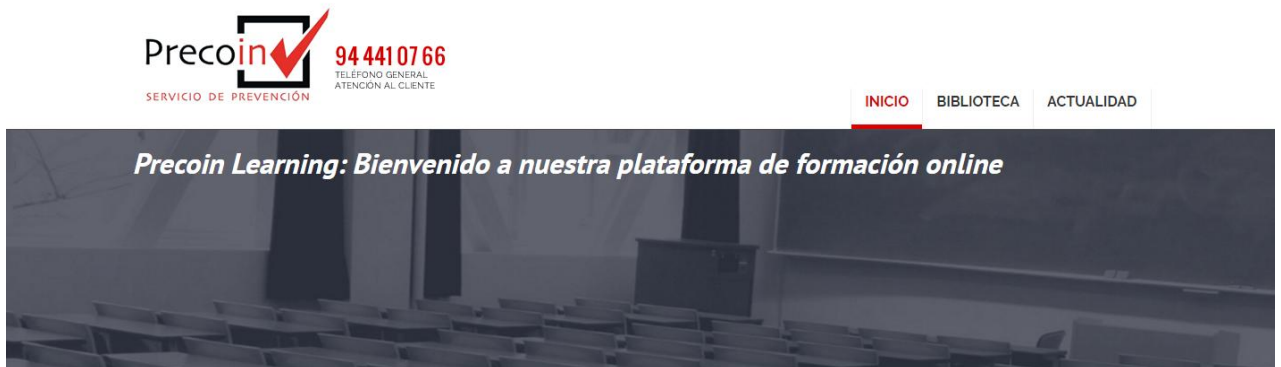 Precoin
SERVICIO DE PREVENCIÓN
94 441 07 66
TELÉFONO GENERAL
ATENCIÓN AL CLIENTE
INICIO BIBLIOTECA ACTUALIDAD
Precoin Learning: Bienvenido a nuestra plataforma de formación online